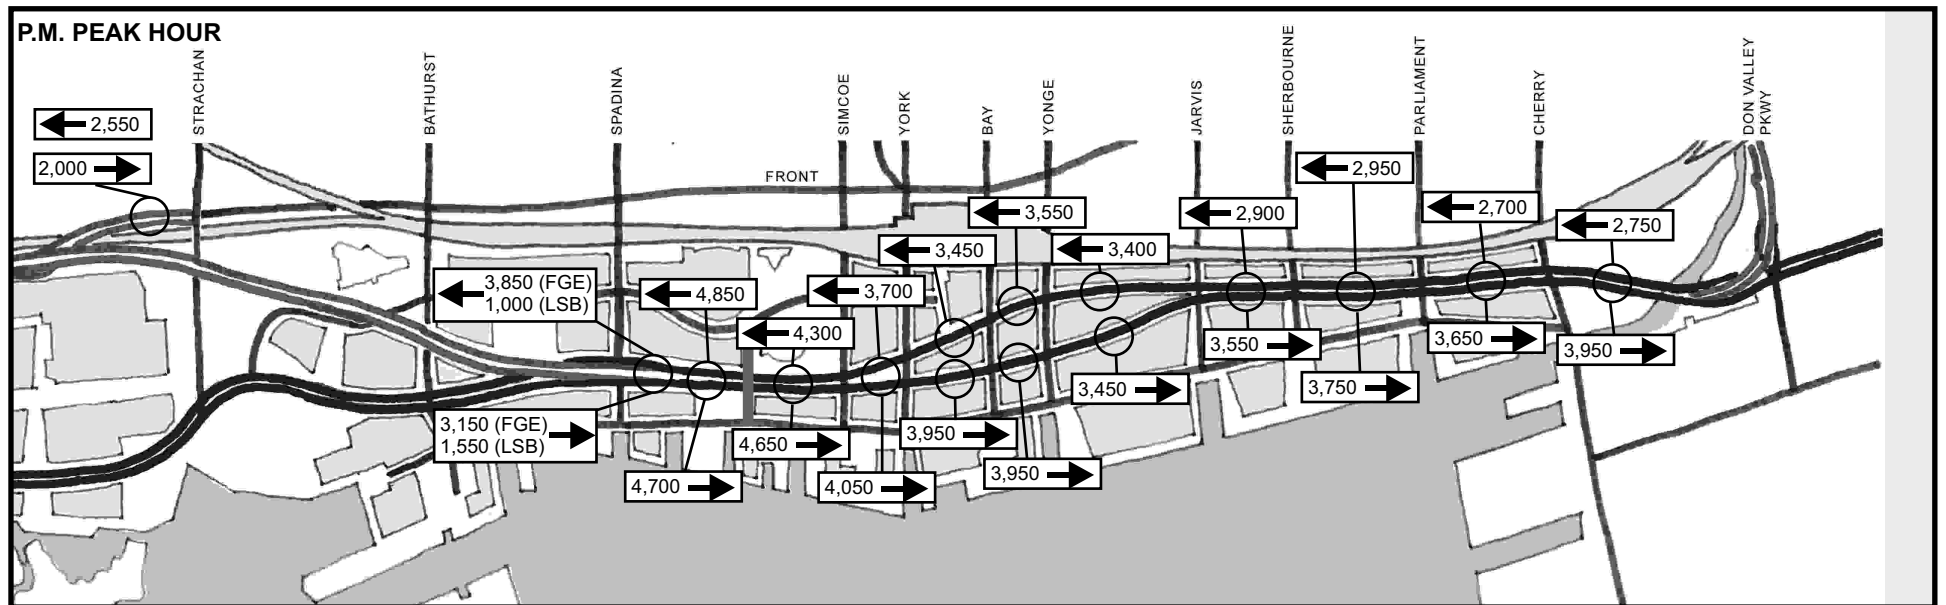 P.M. PEAK HOUR
STRACHAN
BATHURST
SPADINA
SIMCOE
YORK
BAY
YONGE
JARVIS
SHERBOURNE
PARLIAMENT
CHERRY
DON VALLEY
PKWY
FRONT
2,550
2,000
2,950
3,550
2,900
2,700
2,750
3,450
3,400
3,850 (FGE)
1,000 (LSB)
4,850
3,700
4,300
3,550
3,650
3,950
3,450
3,750
3,150 (FGE)
1,550 (LSB)
4,650
3,950
4,700
4,050
3,950